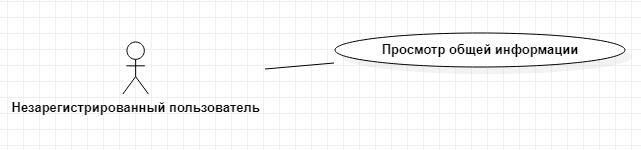 Просмотр общей информации
Незарегистрированный пользователь